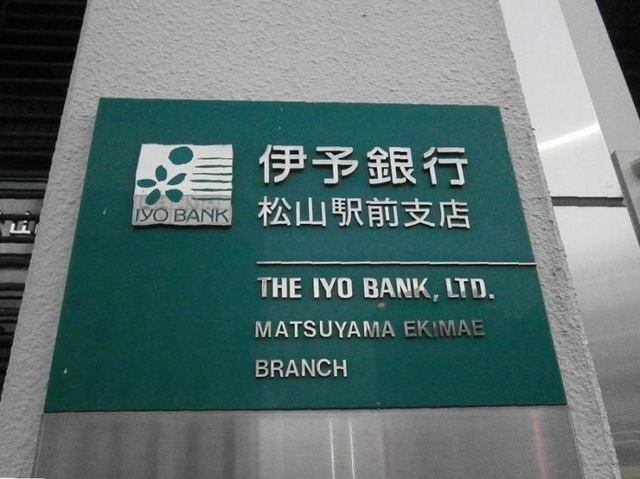 伊予銀行
松山駅前支店
IYO BANK
THE IYO BANK, LTD.
MATSUYAMA EKIMAE
BRANCH